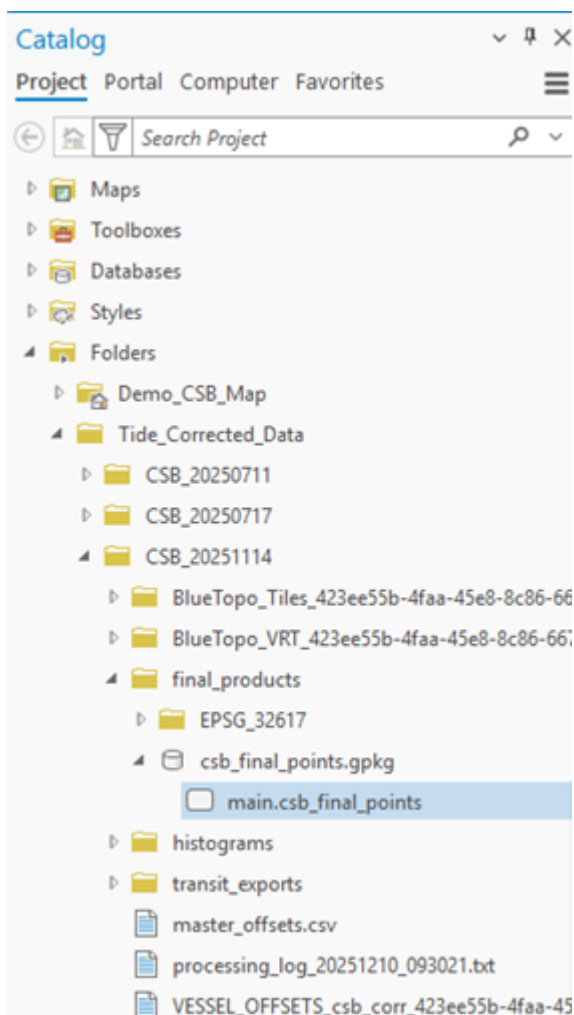 Catalog
Project Portal Computer Favorites
Search Project
Maps
Toolboxes
Databases
Styles
Folders
Demo_CSB_Map
Tide_Corrected_Data
CSB_20250711
CSB_20250717
CSB_20251114
BlueTopo_Tiles_423ee55b-4faa-45e8-8c86-66
BlueTopo_VRT_423ee55b-4faa-45e8-8c86-667
final_products
EPSG_32617
csb_final_points.gpkg
main.csb_final_points
histograms
transit_exports
master_offsets.csv
processing_log_20251210_093021.txt
VESSEL_OFFSETS_csb_corr_423ee55b-4faa-45